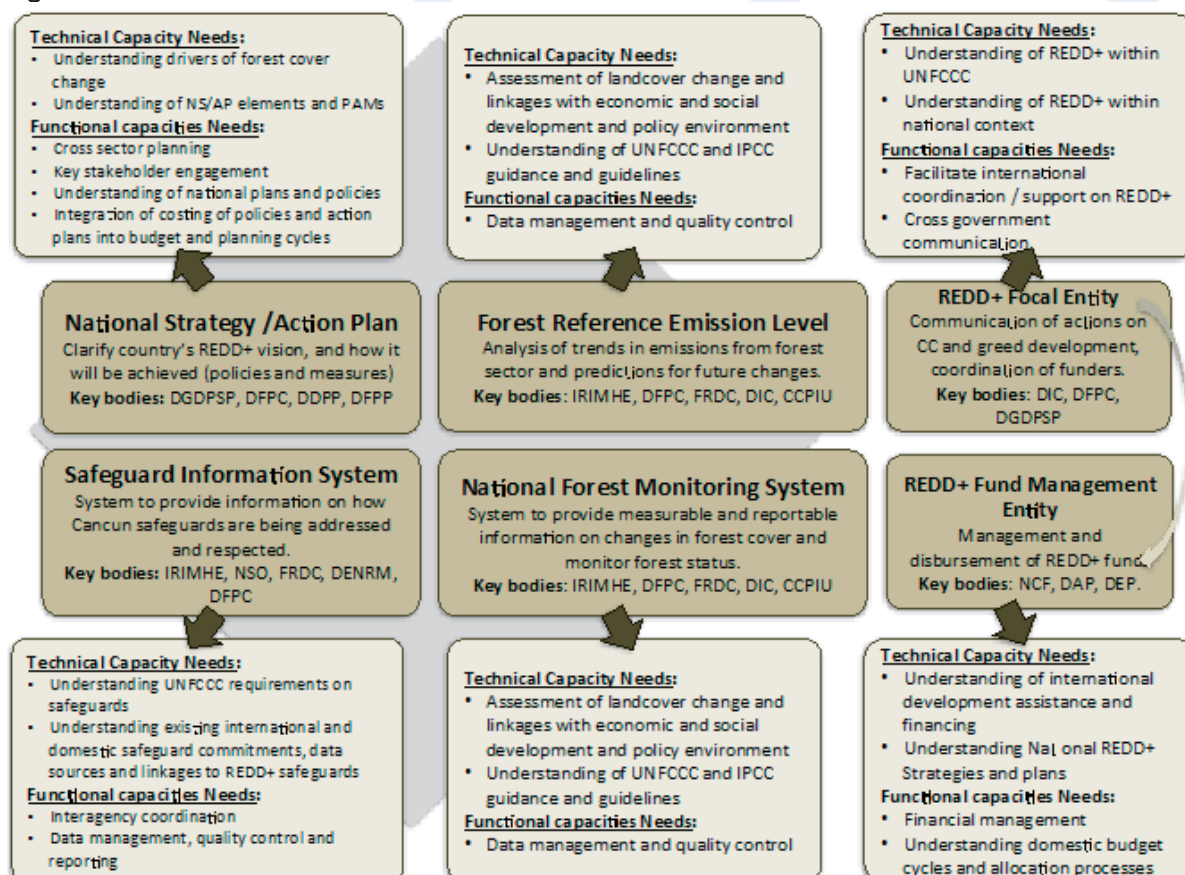 Technical Capacity Needs:
• Understanding drivers of forest cover
change
• Understanding of NS/AP elements and PAMs
Functional capacities Needs:
• Cross sector planning
• Key stakeholder engagement
• Understanding of national plans and policies
• Integration of costing of policies and action
plans into budget and planning cycles
Technical Capacity Needs:
• Assessment of landcover change and
linkages with economic and social
development and policy environment
• Understanding of UNFCCC and IPCC
guidance and guidelines
Functional capacities Needs:
• Data management and quality control
Technical Capacity Needs:
• Understanding of REDD+ within
UNFCCC
• Understanding of REDD+ within
national context
Functional capacities Needs:
• Facilitate international
coordination / support on REDD+
• Cross government
communication.
National Strategy /Action Plan
Clarify country's REDD+ vision, and how it
will be achieved (policies and measures)
Key bodies: DGDPSP, DFPC, DDPP, DFPP
Forest Reference Emission Level
Analysis of trends in emissions from forest
sector and predictions for future changes.
Key bodies: IRIMHE, DFPC, FRDC, DIC, CCPIU
REDD+ Focal Entity
Communication of actions on
CC and greed development,
coordination of funders.
Key bodies: DIC, DFPC,
DGDPSP
Safeguard Information System
System to provide information on how
Cancun safeguards are being addressed
and respected.
Key bodies: IRIMHE, NSO, FRDC, DENRM,
DFPC
National Forest Monitoring System
System to provide measurable and reportable
information on changes in forest cover and
monitor forest status.
Key bodies: IRIMHE, DFPC, FRDC, DIC, CCPIU
REDD+ Fund Management
Entity
Management and
disbursement of REDD+ fund,
Key bodies: NCF, DAP, DEP.
Technical Capacity Needs:
• Understanding UNFCCC requirements on
safeguards
• Understanding existing international and
domestic safeguard commitments, data
sources and linkages to REDD+ safeguards
Functional capacities Needs:
• Interagency coordination
• Data management, quality control and
reporting
Technical Capacity Needs:
• Assessment of landcover change and
linkages with economic and social
development and policy environment
• Understanding of UNFCCC and IPCC
guidance and guidelines
Functional capacities Needs:
• Data management and quality control
Technical Capacity Needs:
• Understanding of international
development assistance and
financing
• Understanding National REDD+
Strategies and plans
Functional capacities Needs:
• Financial management
• Understanding domestic budget
cycles and allocation processes